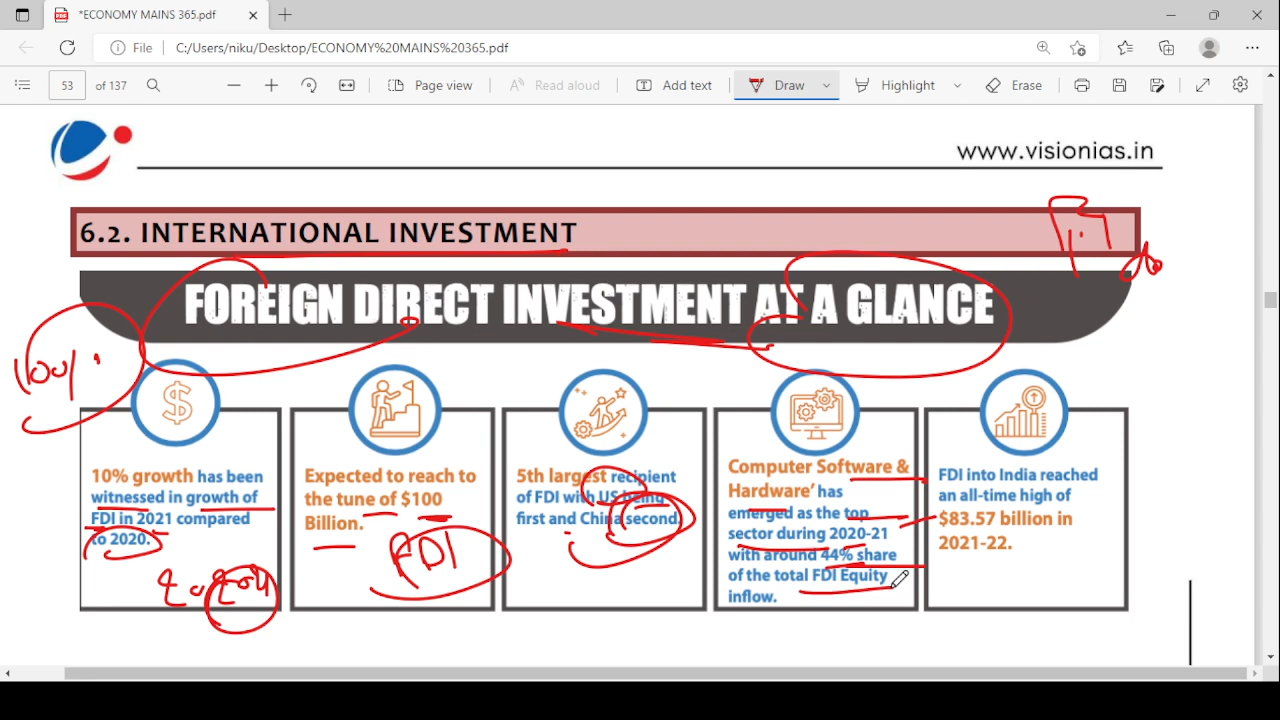 *ECONOMY MAINS 365.pdf
File C:/Users/niku/Desktop/ECONOMY%20MAINS%20365.pdf
53 of 137 Page view Read aloud Add text Draw Highlight Erase
www.visionias.in
6.2. INTERNATIONAL INVESTMENT
FOREIGN DIRECT INVESTMENT AT A GLANCE
100%
10% growth has been
witnessed in growth of
FDI in 2021 compared
to 2020.
Expected to reach to
the tune of $100
Billion.
FDI
5th largest recipient
of FDI with US being
first and China second.
Computer Software &
Hardware’ has
emerged as the top
sector during 2020-21
with around 44% share
of the total FDI Equity
inflow.
FDI into India reached
an all-time high of
$83.57 billion in
2021-22.